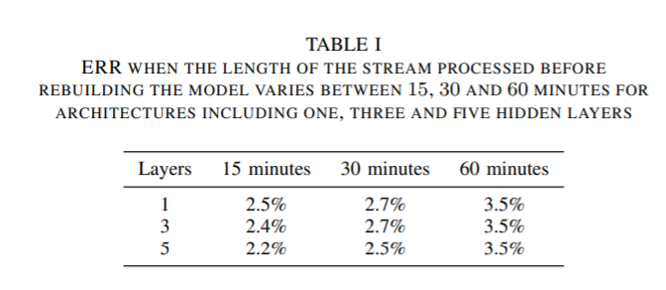 TABLE I
ERR WHEN THE LENGTH OF THE STREAM PROCESSED BEFORE
REBUILDING THE MODEL VARIES BETWEEN 15, 30 AND 60 MINUTES FOR
ARCHITECTURES INCLUDING ONE, THREE AND FIVE HIDDEN LAYERS
Layers 15 minutes 30 minutes 60 minutes
1 2.5% 2.7% 3.5%
3 2.4% 2.7% 3.5%
5 2.2% 2.5% 3.5%